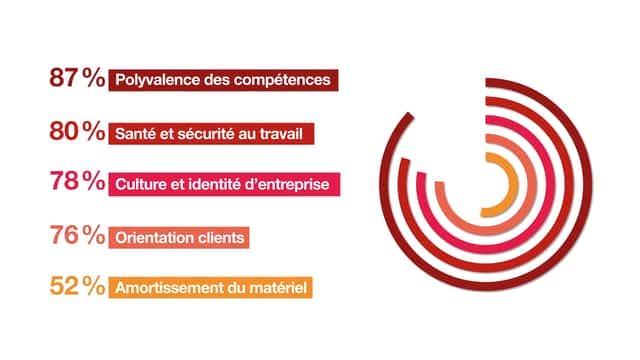 87 % Polyvalence des compétences
80 % Santé et sécurité au travail
78 % Culture et identité d’entreprise
76 % Orientation clients
52 % Amortissement du matériel